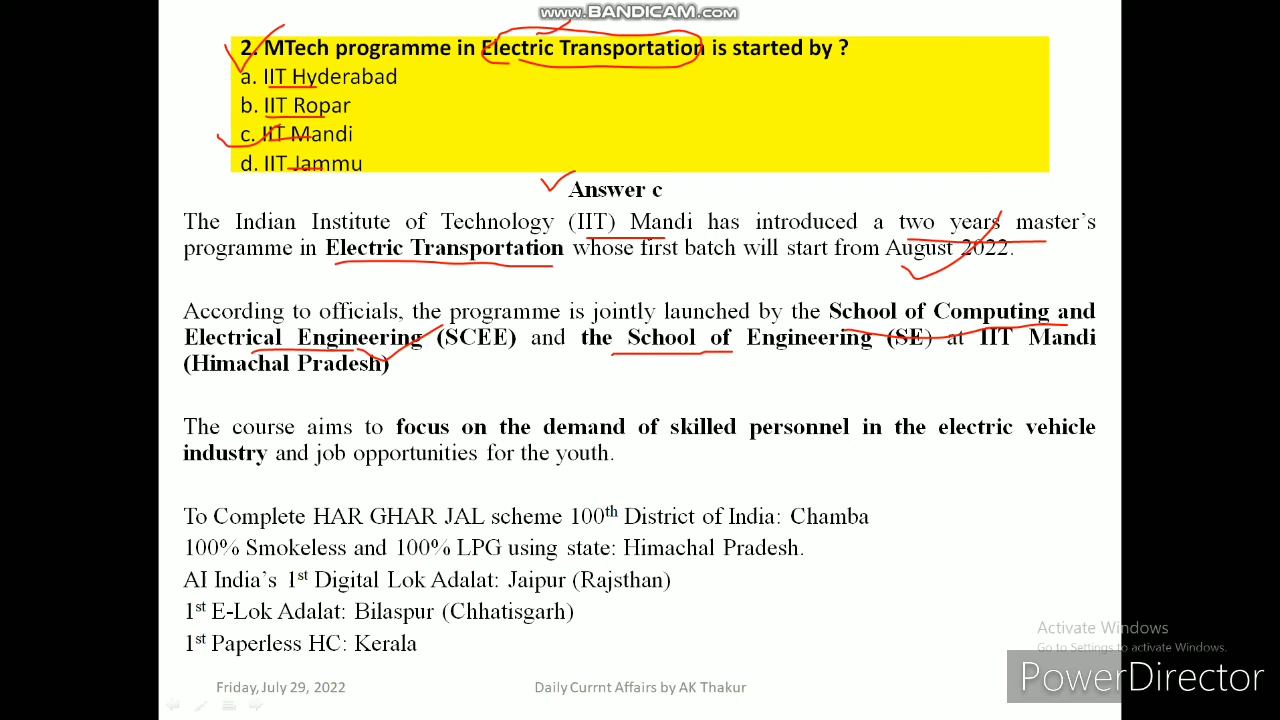 www.BANDICAM.com
2. MTech programme in Electric Transportation is started by ?
a. IIT Hyderabad
b. IIT Ropar
c. IIT Mandi
d. IIT Jammu
Answer c
The Indian Institute of Technology (IIT) Mandi has introduced a two years master's
programme in Electric Transportation whose first batch will start from August 2022.
According to officials, the programme is jointly launched by the School of Computing and
Electrical Engineering (SCEE) and the School of Engineering (SE) at IIT Mandi
(Himachal Pradesh)
The course aims to focus on the demand of skilled personnel in the electric vehicle
industry and job opportunities for the youth.
To Complete HAR GHAR JAL scheme 100th District of India: Chamba
100% Smokeless and 100% LPG using state: Himachal Pradesh.
AI India's 1st Digital Lok Adalat: Jaipur (Rajsthan)
1st E-Lok Adalat: Bilaspur (Chhatisgarh)
1st Paperless HC: Kerala
Activate Windows
Go to Settings to activate Windows.
PowerDirector
Friday, July 29, 2022
Daily Currnt Affairs by AK Thakur